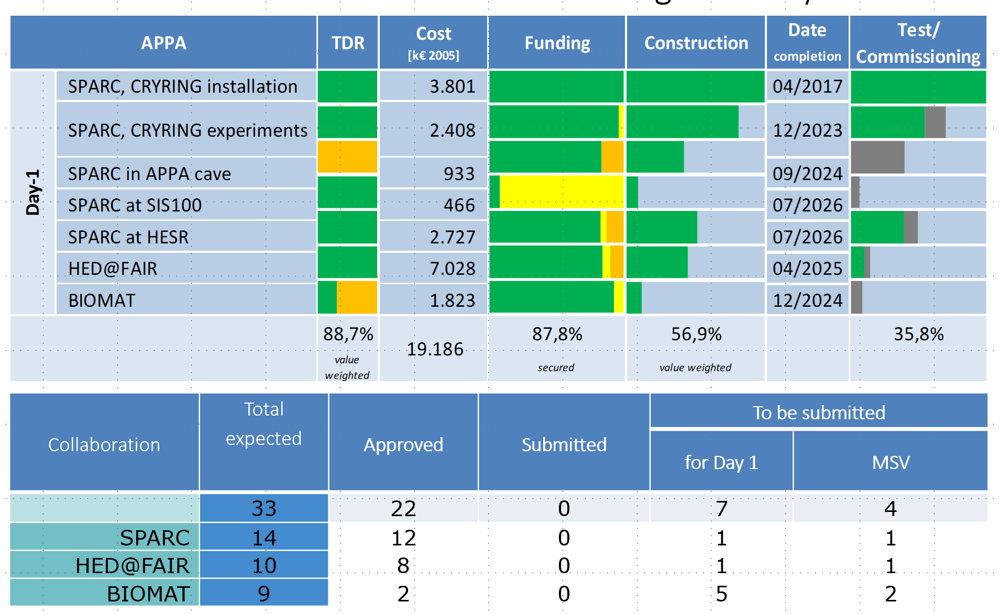 APPA TDR Cost Funding Construction Date Test/
[k€ 2005] completion Commissioning
Day-1
SPARC, CRYRING installation 3.801 04/2017
SPARC, CRYRING experiments 2.408 12/2023
SPARC in APPA cave 933 09/2024
SPARC at SIS100 466 07/2026
SPARC at HESR 2.727 07/2026
HED@FAIR 7.028 04/2025
BIOMAT 1.823 12/2024
88,7% 19.186 87,8% 56,9% 35,8%
value weighted secured value weighted
Collaboration Total expected Approved Submitted To be submitted
for Day 1 MSV
33 22 0 7 4
SPARC 14 12 0 1 1
HED@FAIR 10 8 0 1 1
BIOMAT 9 2 0 5 2